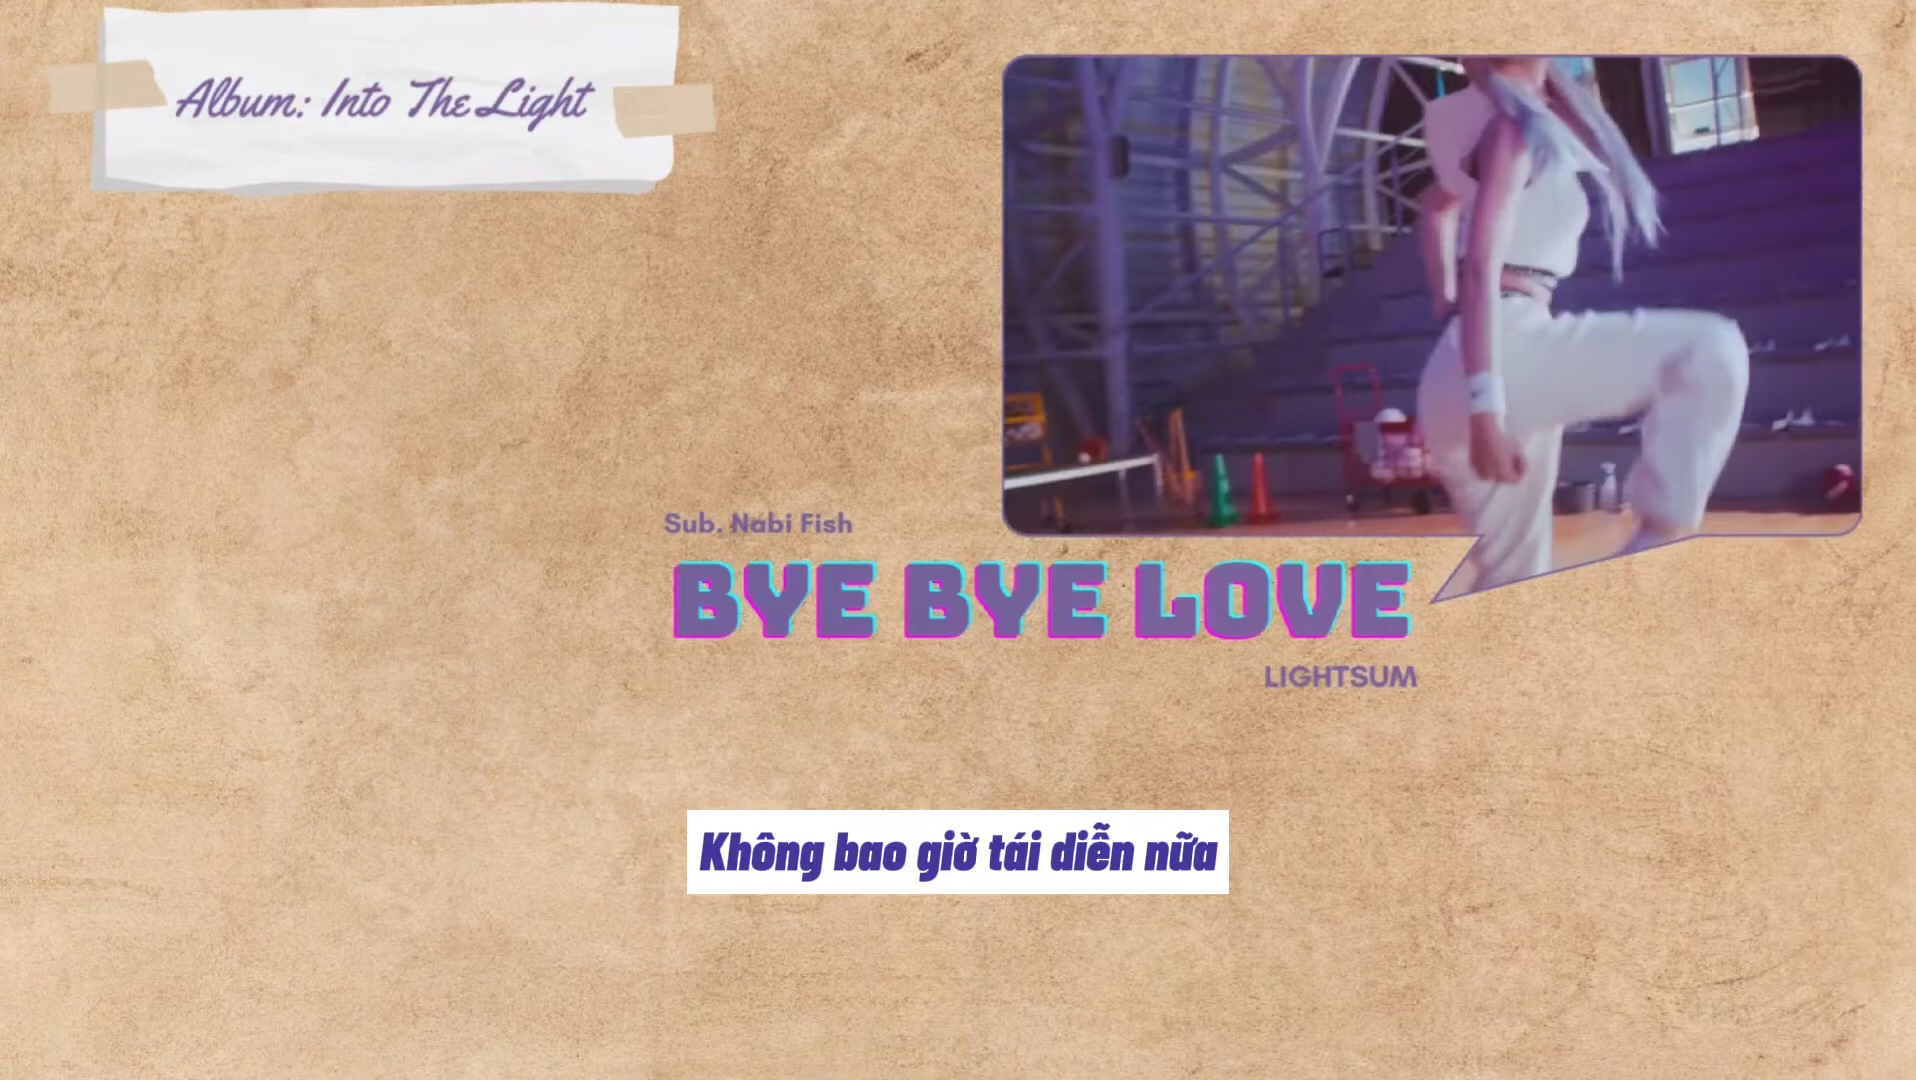 Album: Into The Light
Sub. Nabi Fish
BYE BYE LOVE
LIGHTSUM
Không bao giờ tái diễn nữa